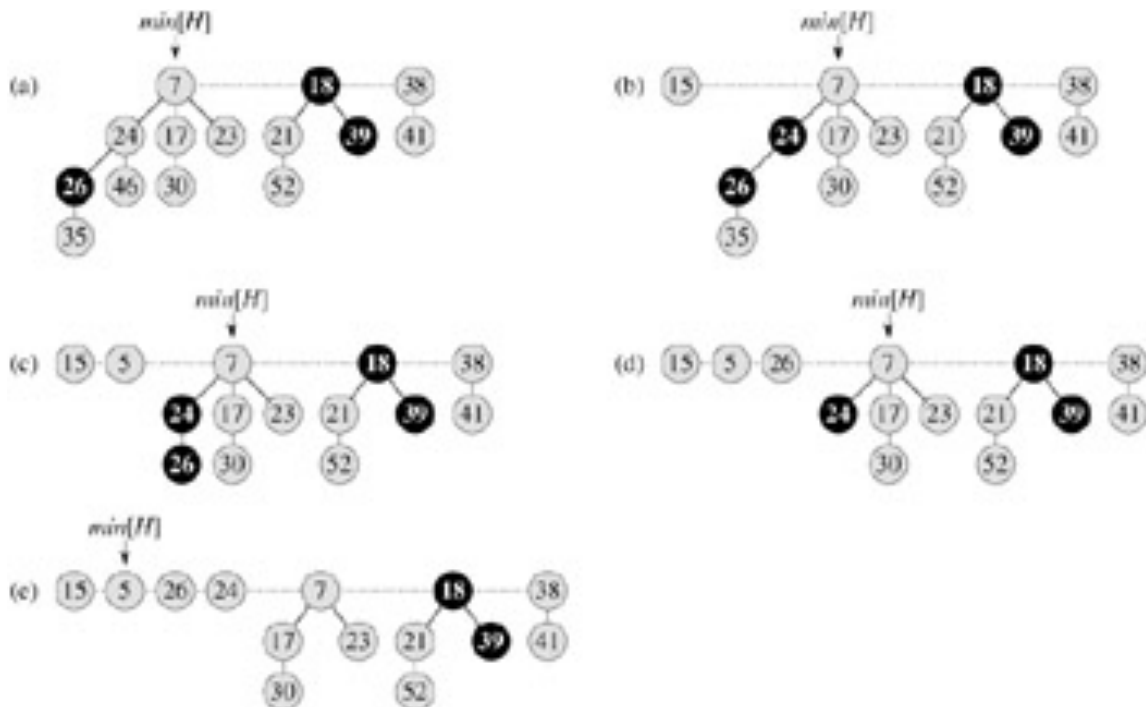 min[H]
(a) 7 18 38
24 17 23 21 39 41
26 46 30 52
35
min[H]
(b) 15 7 18 38
24 17 23 21 39 41
26 30 52
35
min[H]
(c) 15 5 7 18 38
24 17 23 21 39 41
26 30 52
min[H]
(d) 15 5 26 7 18 38
24 17 23 21 39 41
30 52
min[H]
(e) 15 5 26 24 7 18 38
17 23 21 39 41
30 52